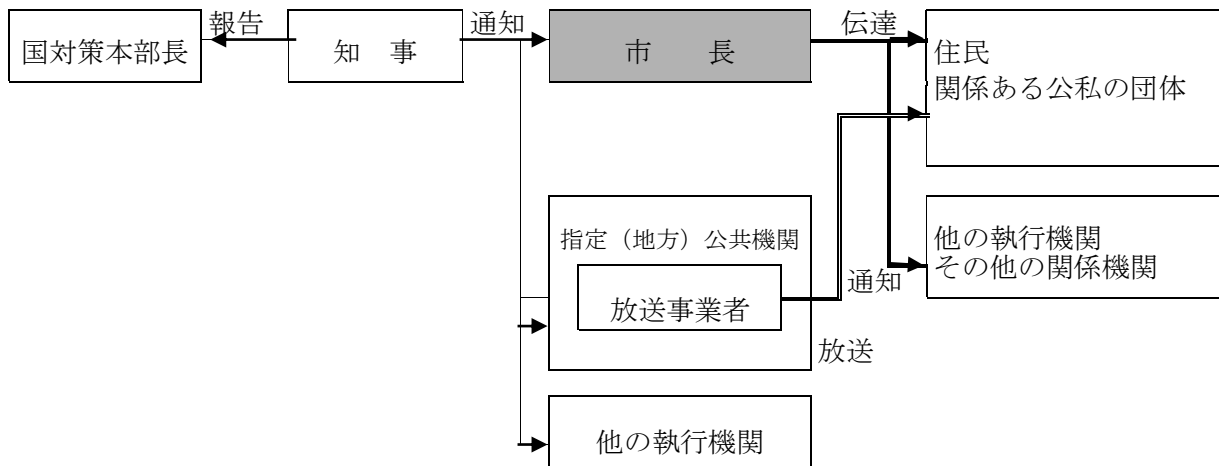 国対策本部長
報告
知　事
通知
市　　長
伝達
住民
関係ある公私の団体
指定（地方）公共機関
放送事業者
放送
通知
他の執行機関
その他の関係機関
他の執行機関